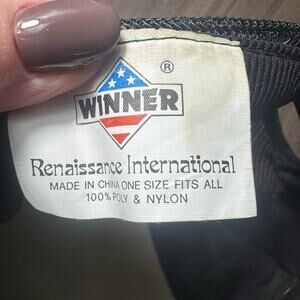 WINNER
®
Renaissance International
MADE IN CHINA ONE SIZE FITS ALL
100% POLY & NYLON